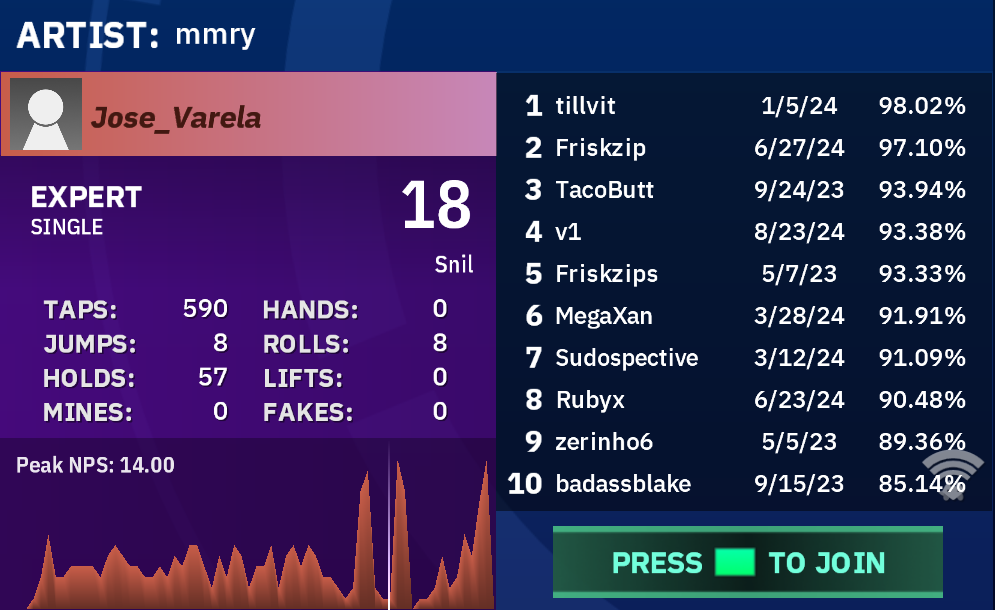 ARTIST: mmry
Jose_Varela
EXPERT 18
SINGLE
Snil
TAPS: 590 HANDS: 0
JUMPS: 8 ROLLS: 8
HOLDS: 57 LIFTS: 0
MINES: 0 FAKES: 0
Peak NPS: 14.00
1 tillvit 1/5/24 98.02%
2 Friskzip 6/27/24 97.10%
3 TacoButt 9/24/23 93.94%
4 v1 8/23/24 93.38%
5 Friskzips 5/7/23 93.33%
6 MegaXan 3/28/24 91.91%
7 Sudospective 3/12/24 91.09%
8 Rubyx 6/23/24 90.48%
9 zerinho6 5/5/23 89.36%
10 badassblake 9/15/23 85.14%
PRESS TO JOIN